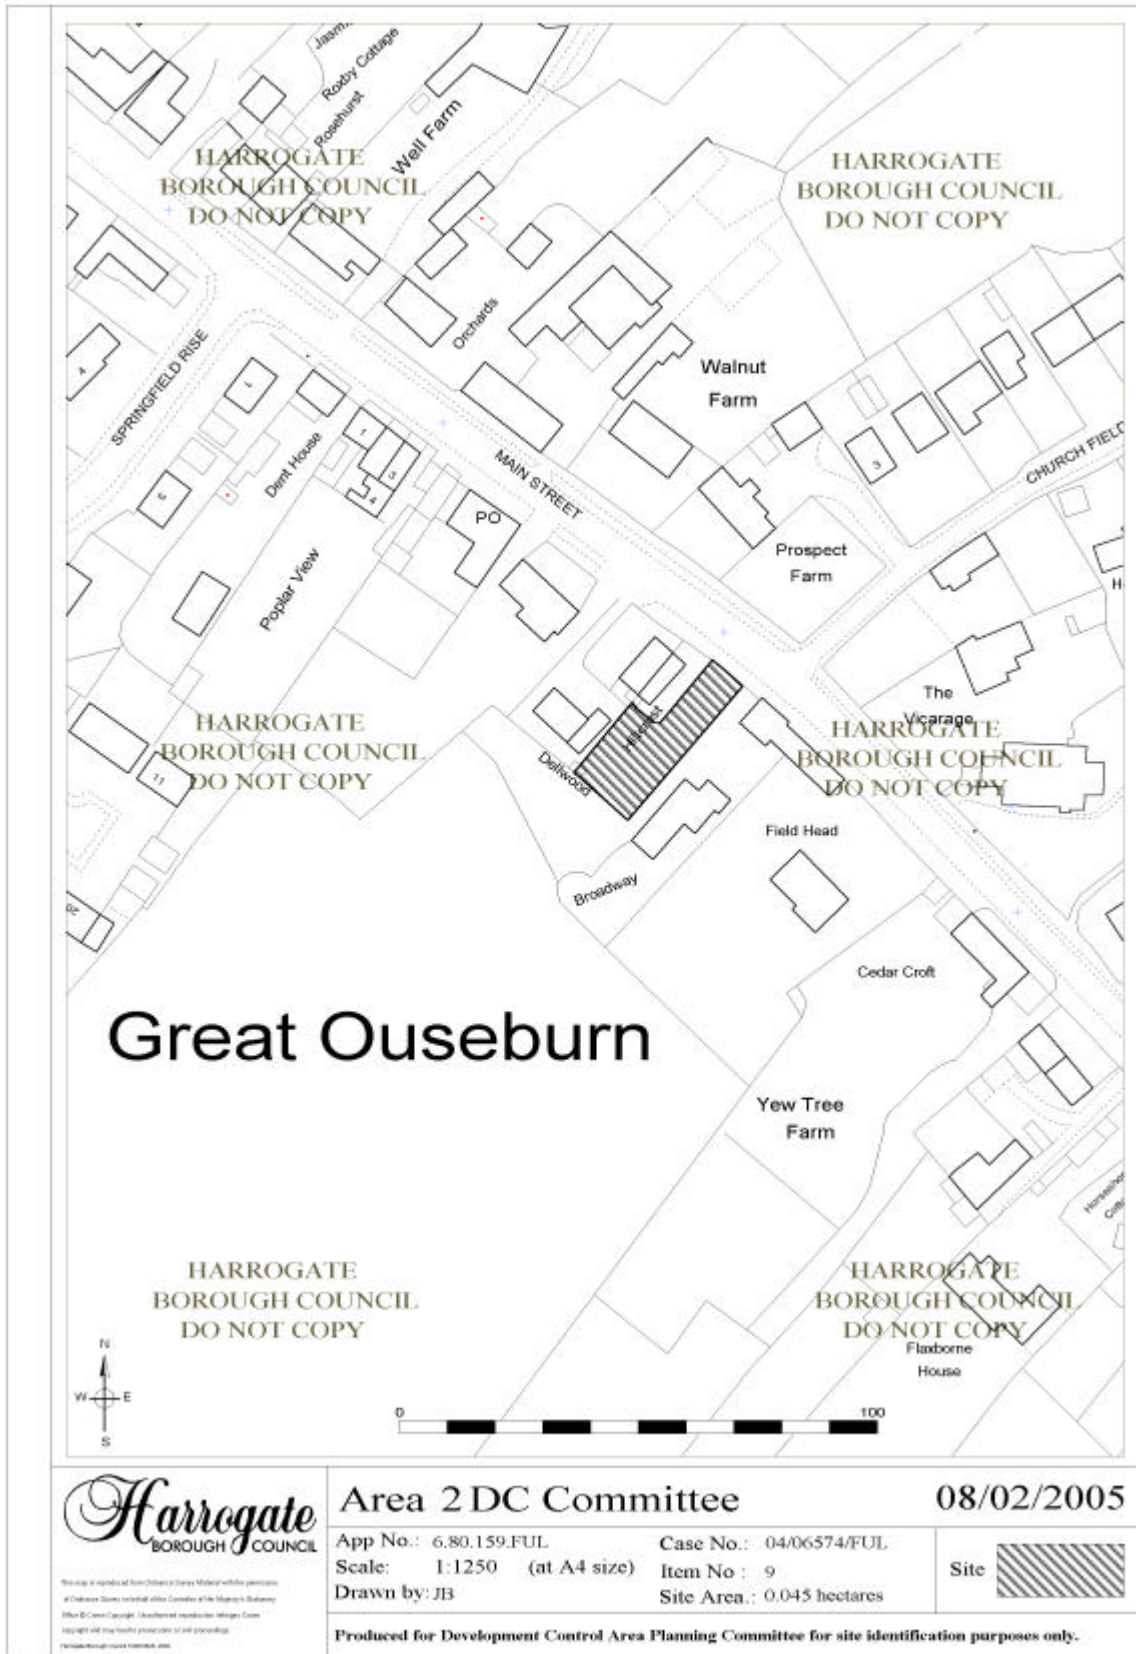 Jasmi
Roxby Cottage
Rosehurst
Well Farm
HARROGATE
BOROUGH COUNCIL
DO NOT COPY
HARROGATE
BOROUGH COUNCIL
DO NOT COPY
Orchards
SPRINGFIELD RISE
4
1
6
Dent House
1
3
4
Walnut
Farm
MAIN STREET
PO
3
CHURCH FIELD
Prospect
Farm
H
Poplar View
The
Vicarage
HARROGATE
BOROUGH COUNCIL
DO NOT COPY
HARROGATE
BOROUGH COUNCIL
DO NOT COPY
11
Dellwood
Field Head
Broadway
20
Cedar Croft
Great Ouseburn
Yew Tree
Farm
HARROGATE
BOROUGH COUNCIL
DO NOT COPY
HARROGATE
BOROUGH COUNCIL
DO NOT COPY
Flaxborne
House
N
W E
S
0 100
Harrogate
BOROUGH COUNCIL
Area 2 DC Committee 08/02/2005
App No.: 6.80.159.FUL Case No.: 04/06574/FUL
Scale: 1:1250 (at A4 size) Item No : 9
Drawn by: JB Site Area.: 0.045 hectares
Site
Produced for Development Control Area Planning Committee for site identification purposes only.